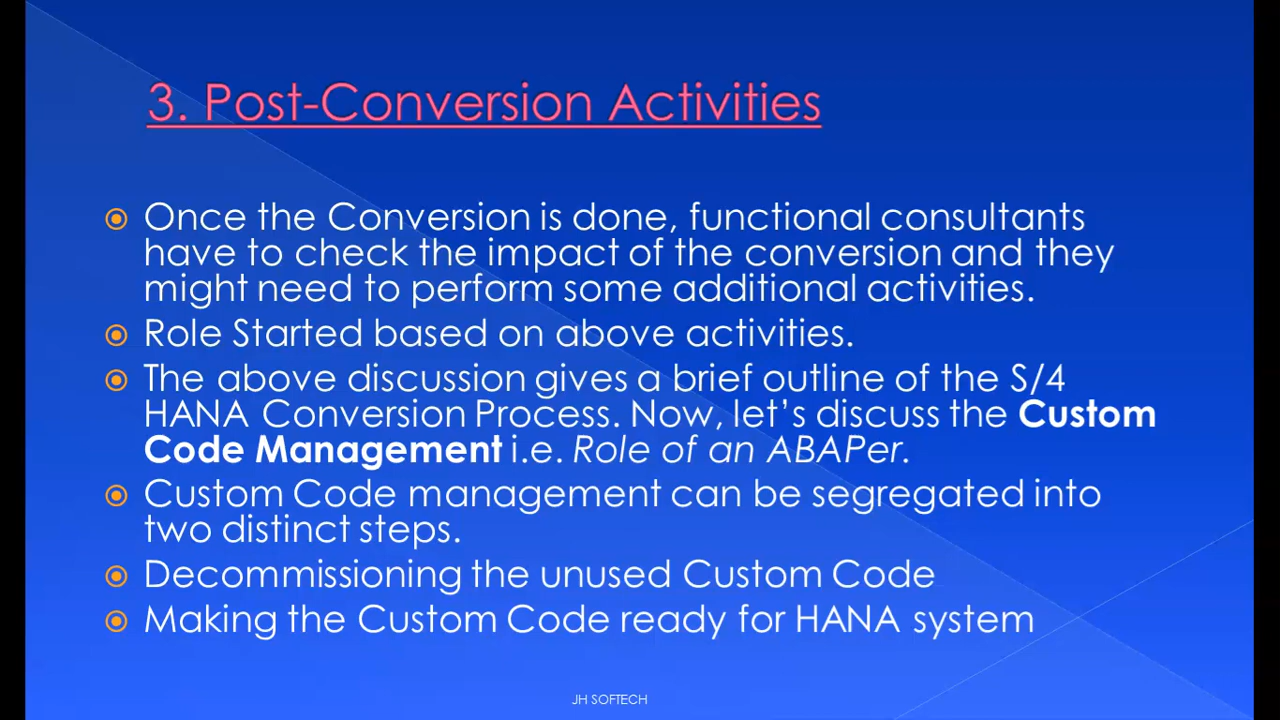 3. Post-Conversion Activities
Once the Conversion is done, functional consultants
have to check the impact of the conversion and they
might need to perform some additional activities.
Role Started based on above activities.
The above discussion gives a brief outline of the S/4
HANA Conversion Process. Now, let’s discuss the Custom
Code Management i.e. Role of an ABAPer.
Custom Code management can be segregated into
two distinct steps.
Decommissioning the unused Custom Code
Making the Custom Code ready for HANA system
JH SOFTECH